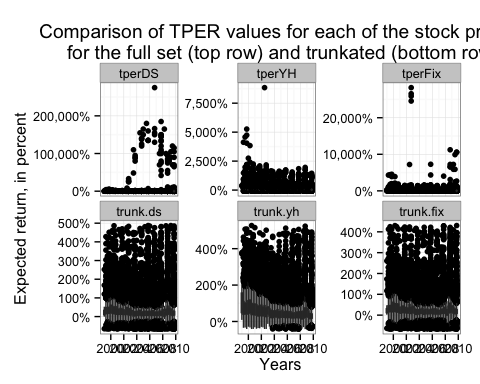 Comparison of TPER values for each of the stock pr
for the full set (top row) and trunkated (bottom row
tperDS tperYH tperFix
200,000% 7,500% 20,000%
100,000% 5,000% 10,000%
2,500%
0% 0% 0%
trunk.ds trunk.yh trunk.fix
500%
400% 400% 400%
300% 300%
200% 200% 200%
100% 100%
0% 0% 0%
Expected return, in percent
Years